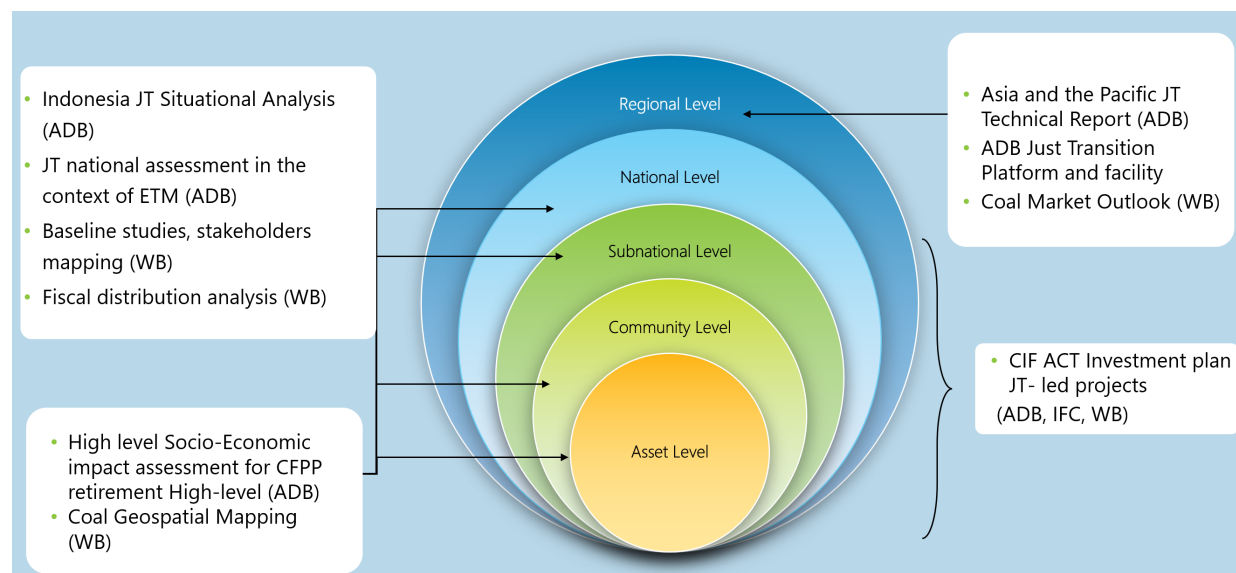 • Indonesia JT Situational Analysis
(ADB)
• JT national assessment in the
context of ETM (ADB)
• Baseline studies, stakeholders
mapping (WB)
• Fiscal distribution analysis (WB)
• High level Socio-Economic
impact assessment for CFPP
retirement High-level (ADB)
• Coal Geospatial Mapping
(WB)
Regional Level
National Level
Subnational Level
Community Level
Asset Level
• Asia and the Pacific JT
Technical Report (ADB)
• ADB Just Transition
Platform and facility
• Coal Market Outlook (WB)
• CIF ACT Investment plan
JT- led projects
(ADB, IFC, WB)